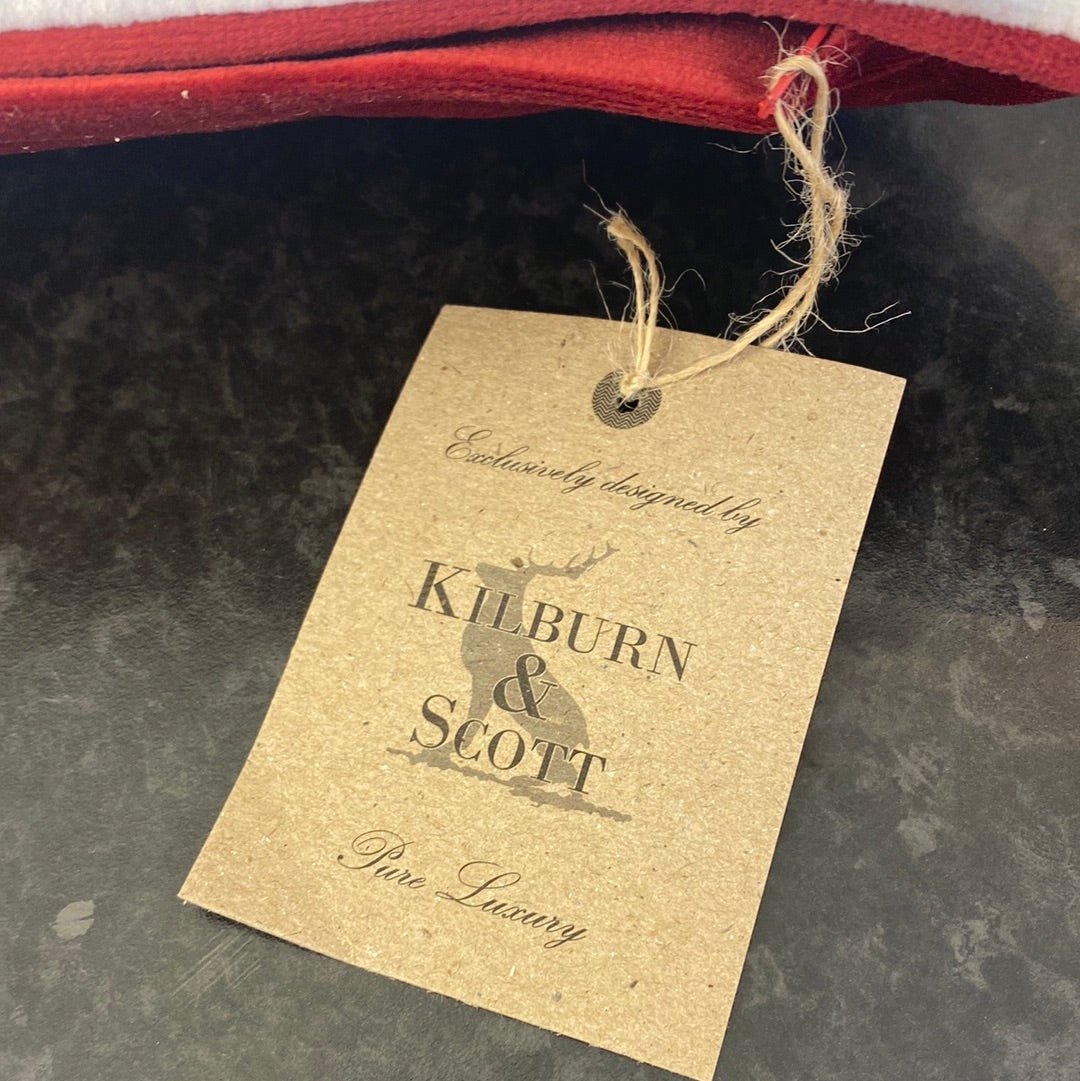 Exclusively designed by
KILBURN
&
SCOTT
Pure Luxury